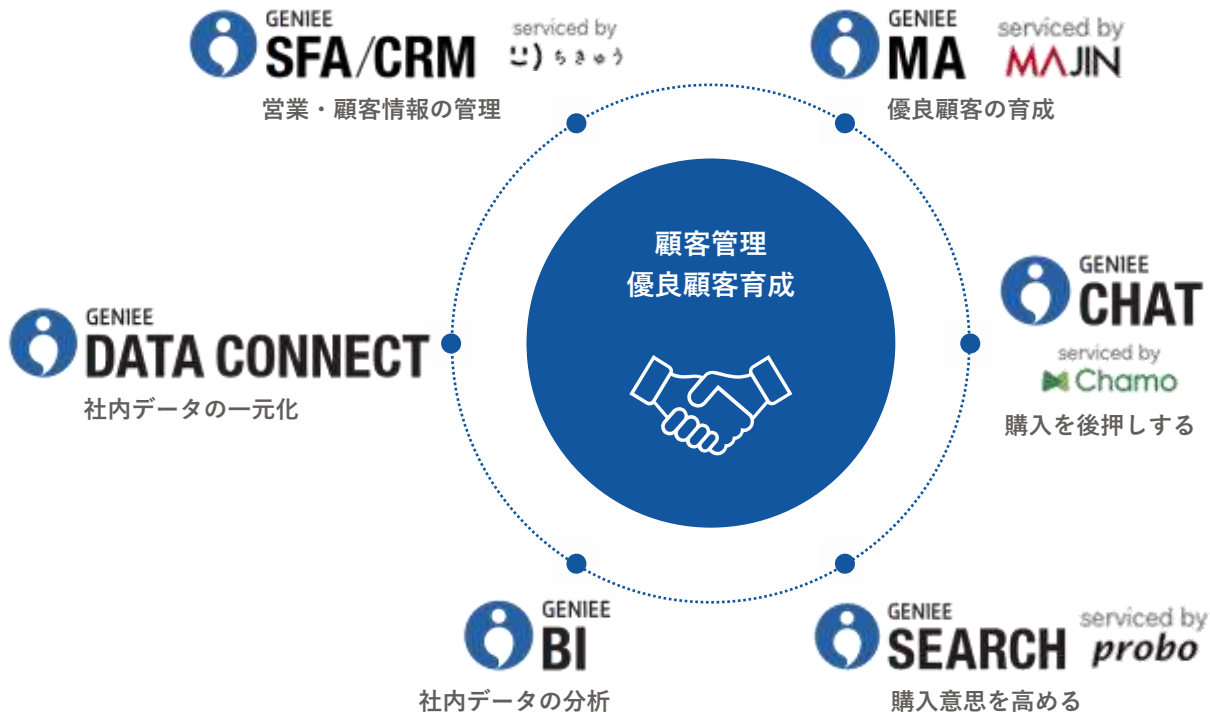 GENIEE
SFA/CRM
serviced by
ちきゅう
営業・顧客情報の管理
GENIEE
MA
serviced by
MAJIN
優良顧客の育成
顧客管理
優良顧客育成
GENIEE
CHAT
serviced by
Chamo
購入を後押しする
GENIEE
DATA CONNECT
社内データの一元化
GENIEE
BI
社内データの分析
GENIEE
SEARCH
serviced by
probo
購入意思を高める